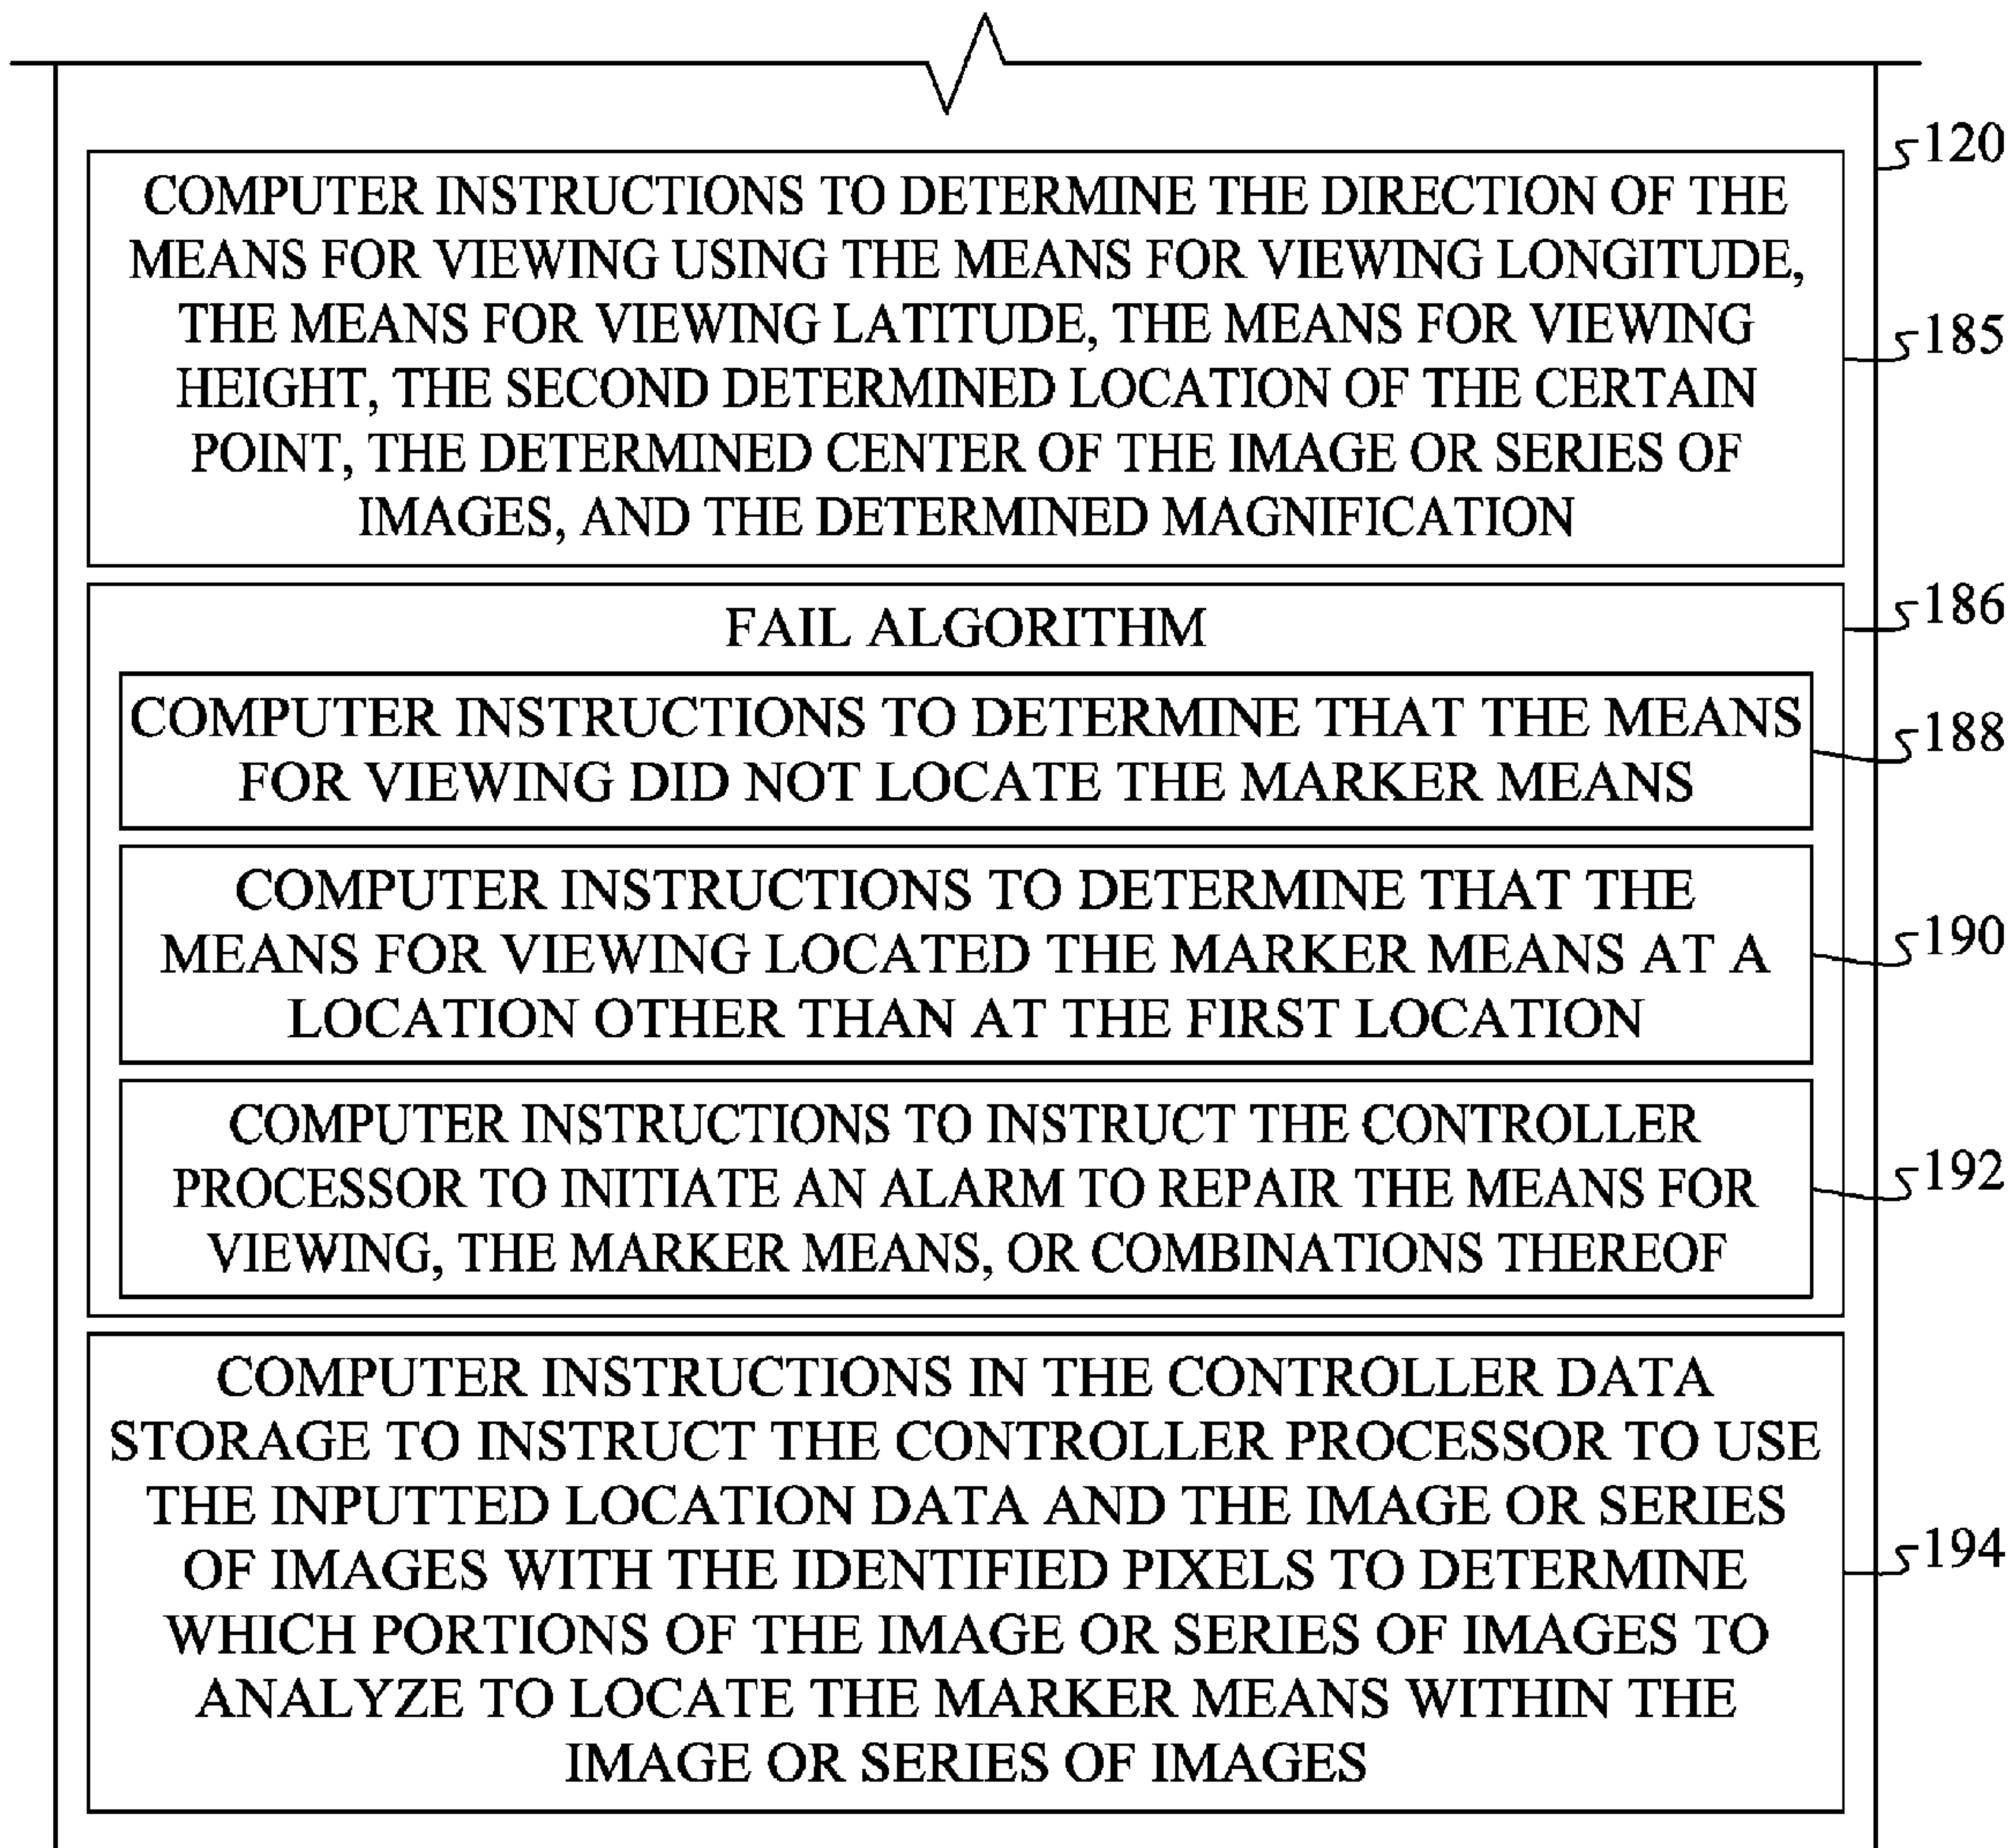 120
COMPUTER INSTRUCTIONS TO DETERMINE THE DIRECTION OF THE
MEANS FOR VIEWING USING THE MEANS FOR VIEWING LONGITUDE,
THE MEANS FOR VIEWING LATITUDE, THE MEANS FOR VIEWING
HEIGHT, THE SECOND DETERMINED LOCATION OF THE CERTAIN
POINT, THE DETERMINED CENTER OF THE IMAGE OR SERIES OF
IMAGES, AND THE DETERMINED MAGNIFICATION
185
FAIL ALGORITHM
186
COMPUTER INSTRUCTIONS TO DETERMINE THAT THE MEANS
FOR VIEWING DID NOT LOCATE THE MARKER MEANS
188
COMPUTER INSTRUCTIONS TO DETERMINE THAT THE
MEANS FOR VIEWING LOCATED THE MARKER MEANS AT A
LOCATION OTHER THAN AT THE FIRST LOCATION
190
COMPUTER INSTRUCTIONS TO INSTRUCT THE CONTROLLER
PROCESSOR TO INITIATE AN ALARM TO REPAIR THE MEANS FOR
VIEWING, THE MARKER MEANS, OR COMBINATIONS THEREOF
192
COMPUTER INSTRUCTIONS IN THE CONTROLLER DATA
STORAGE TO INSTRUCT THE CONTROLLER PROCESSOR TO USE
THE INPUTTED LOCATION DATA AND THE IMAGE OR SERIES
OF IMAGES WITH THE IDENTIFIED PIXELS TO DETERMINE
WHICH PORTIONS OF THE IMAGE OR SERIES OF IMAGES TO
ANALYZE TO LOCATE THE MARKER MEANS WITHIN THE
IMAGE OR SERIES OF IMAGES
194